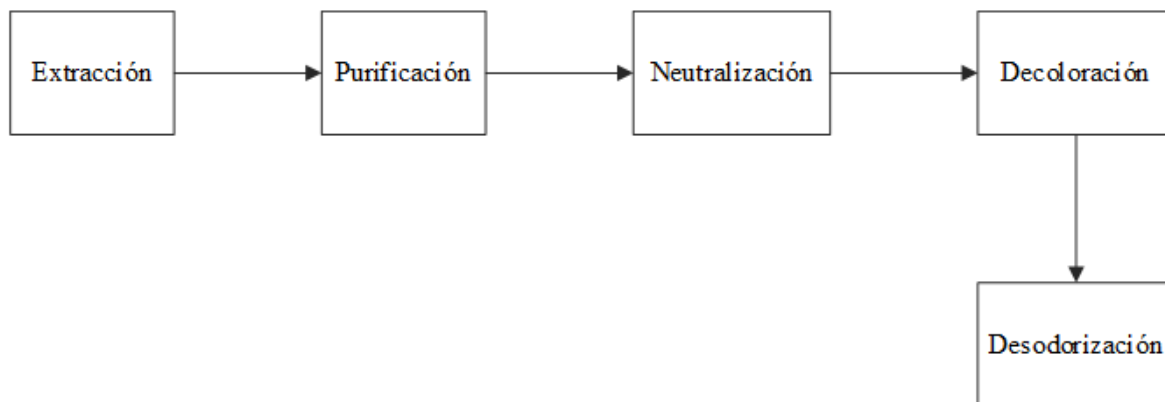 Extracción
Purificación
Neutralización
Decoloración
Desodorización